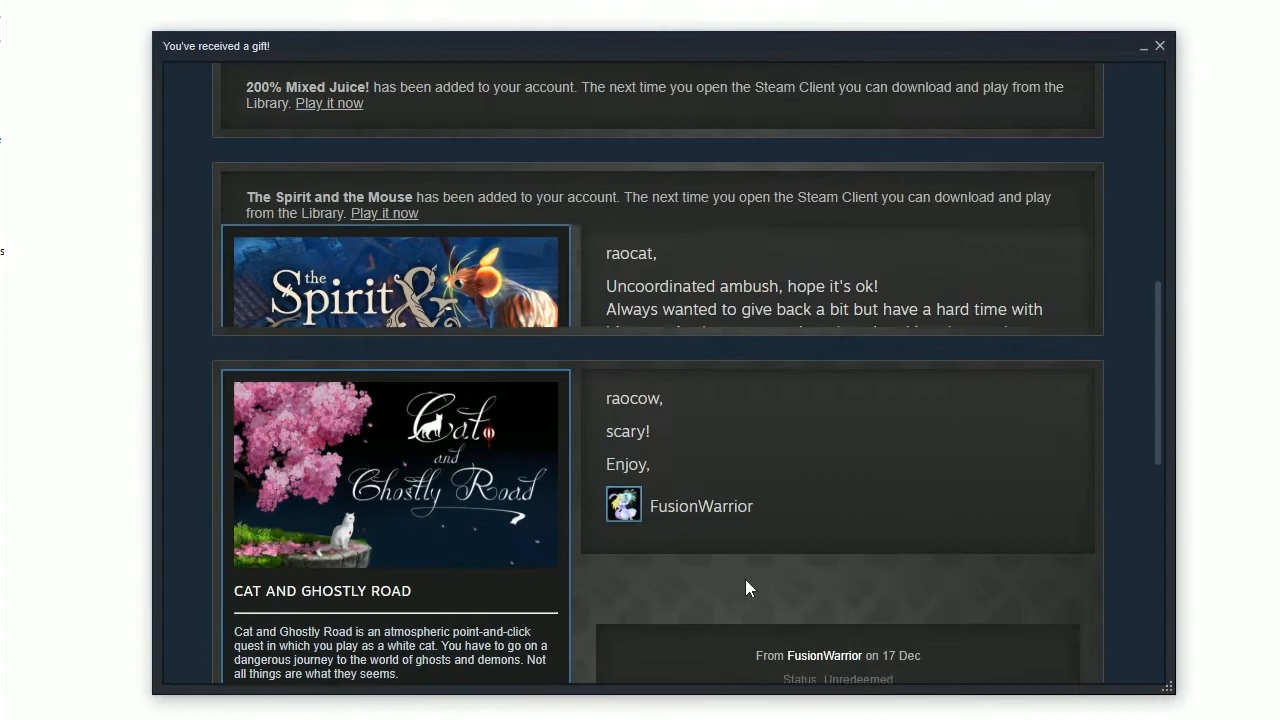 You've received a gift!
200% Mixed Juice! has been added to your account. The next time you open the Steam Client you can download and play from the
Library. Play it now
The Spirit and the Mouse has been added to your account. The next time you open the Steam Client you can download and play
from the Library. Play it now
the
Spirit &
raocat,
Uncoordinated ambush, hope it's ok!
Always wanted to give back a bit but have a hard time with
Cat
and
Ghostly Road
raocow,
scary!
Enjoy,
FusionWarrior
CAT AND GHOSTLY ROAD
Cat and Ghostly Road is an atmospheric point-and-click
quest in which you play as a white cat. You have to go on a
dangerous journey to the world of ghosts and demons. Not
all things are what they seems.
From FusionWarrior on 17 Dec
Status Unredeemed